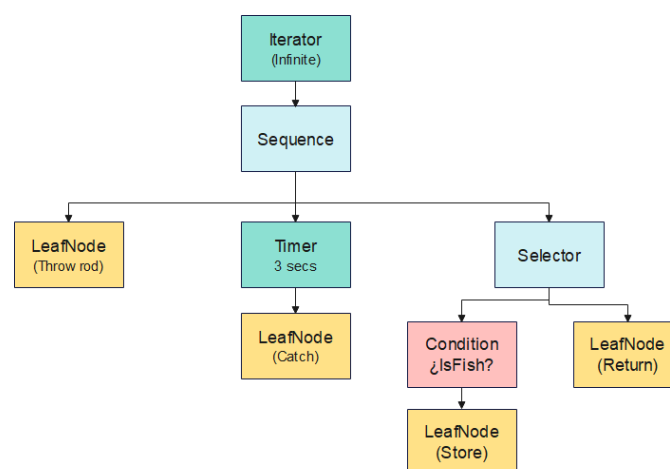 Iterator
(Infinite)
Sequence
LeafNode
(Throw rod)
Timer
3 secs
Selector
LeafNode
(Catch)
Condition
¿IsFish?
LeafNode
(Return)
LeafNode
(Store)